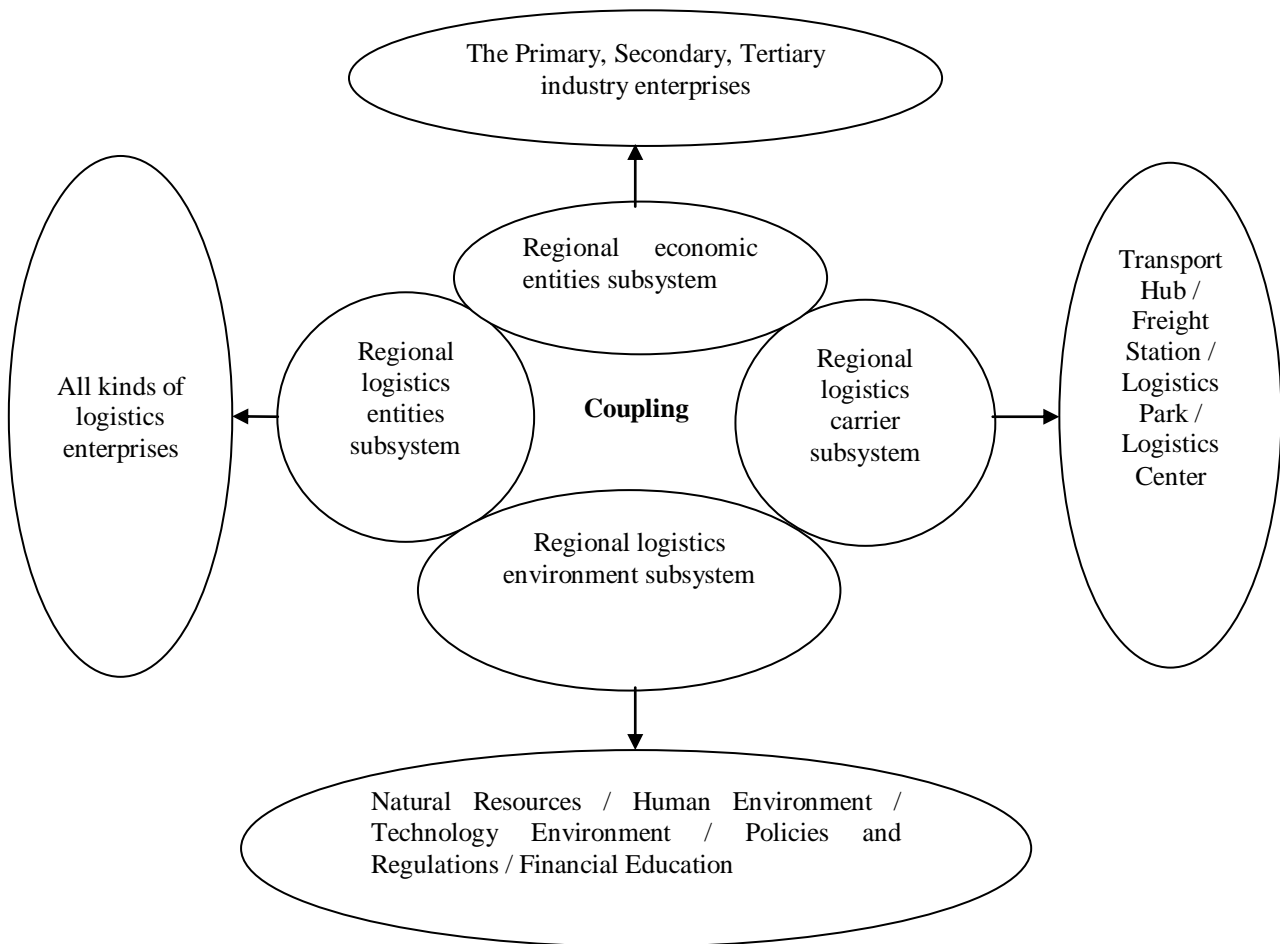 The Primary, Secondary, Tertiary
industry enterprises
Regional economic
entities subsystem
All kinds of
logistics
enterprises
Regional
logistics
entities
subsystem
Coupling
Regional
logistics
carrier
subsystem
Transport
Hub /
Freight
Station /
Logistics
Park /
Logistics
Center
Regional logistics
environment subsystem
Natural Resources / Human Environment /
Technology Environment / Policies and
Regulations / Financial Education